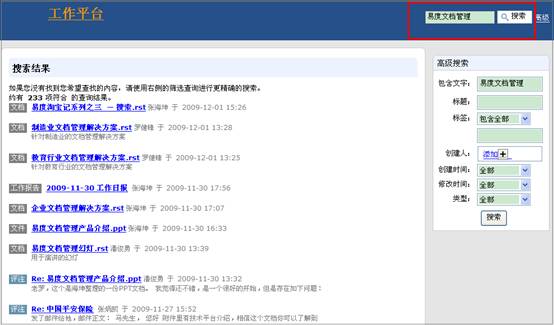 工作平台
易度文档管理 搜索 高级
搜索结果
如果您没有找到您希望查找的内容，请使用右侧的筛选查询进行更精确的搜索。
约有 233 项符合 的查询结果。
文档 易度淘宝记系列之三 — 搜索.rst 张海坤 于 2009-12-01 15:26
文档 制造业文档管理解决方案.rst 罗健锋 于 2009-12-01 13:28
针对制造业的文档管理解决方案
文档 教育行业文档管理解决方案.rst 罗健锋 于 2009-12-01 13:25
针对教育行业的文档管理解决方案
工作报告 2009-11-30 工作日报 张海坤 于 2009-11-30 17:56
文档 企业文档管理解决方案.rst 张海坤 于 2009-11-30 17:07
文件 易度文档管理产品介绍.ppt 张海坤 于 2009-11-30 16:33
文档 易度文档管理幻灯.rst 潘俊勇 于 2009-11-30 13:39
用于演讲的幻灯
评注 Re: 易度文档管理产品介绍.ppt 潘俊勇 于 2009-11-30 13:32
老罗，这个是海坤整理的一份PPT文档。 我觉得还不错，是一个很好的开始，但是存在如下问题：
评注 Re: 中国平安保险 张炳凯 于 2009-11-27 15:52
发了邮件给他，邮件正文： 马先生， 您好 附件里有技术平台介绍，相信这个文档你可以了解到
高级搜索
包含文字： 易度文档管理
标题：
标签： 包含全部
创建人： 添加
创建时间： 全部
修改时间： 全部
类型： 全部
搜索